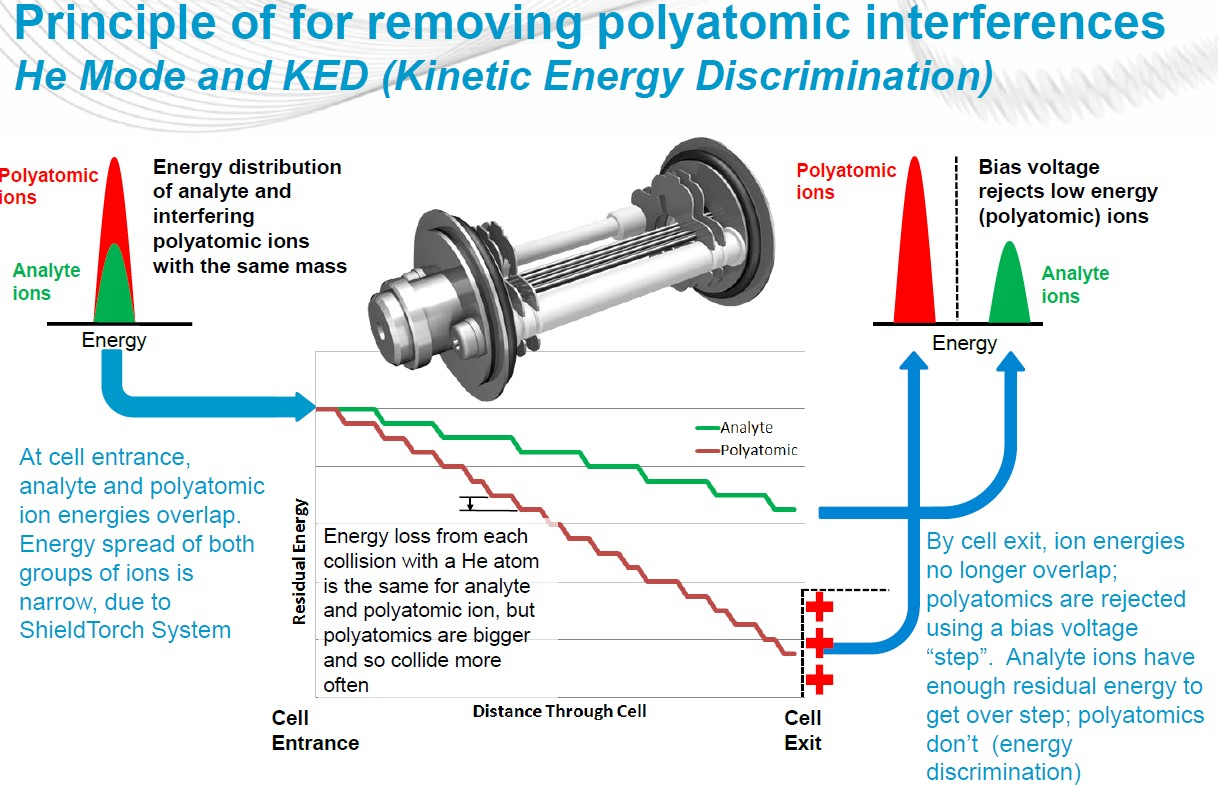 Principle of for removing polyatomic interferences
He Mode and KED (Kinetic Energy Discrimination)
Polyatomic
ions
Analyte
ions
Energy
Energy distribution
of analyte and
interfering
polyatomic ions
with the same mass
Polyatomic
ions
Bias voltage
rejects low energy
(polyatomic) ions
Analyte
ions
Energy
At cell entrance,
analyte and polyatomic
ion energies overlap.
Energy spread of both
groups of ions is
narrow, due to
ShieldTorch System
Analyte
Polyatomic
Residual Energy
Energy loss from each
collision with a He atom
is the same for analyte
and polyatomic ion, but
polyatomics are bigger
and so collide more
often
Distance Through Cell
Cell
Entrance
Cell
Exit
By cell exit, ion energies
no longer overlap;
polyatomics are rejected
using a bias voltage
“step”. Analyte ions have
enough residual energy to
get over step; polyatomics
don’t (energy
discrimination)